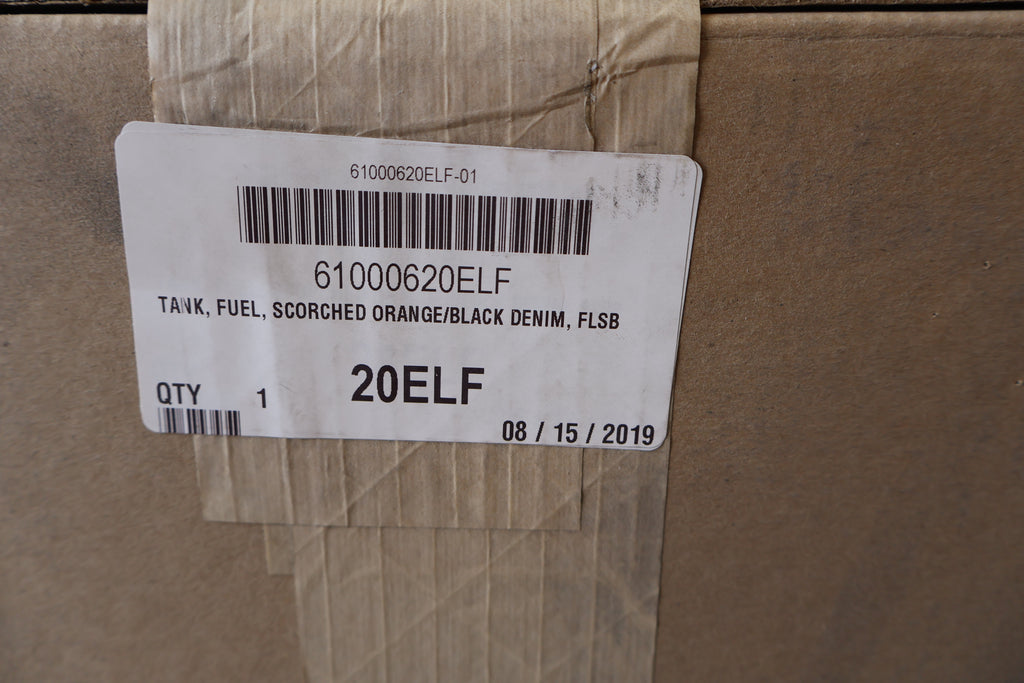 61000620ELF-01
61000620ELF
TANK, FUEL, SCORCHED ORANGE/BLACK DENIM, FLSB
20ELF
QTY 1
08 / 15 / 2019